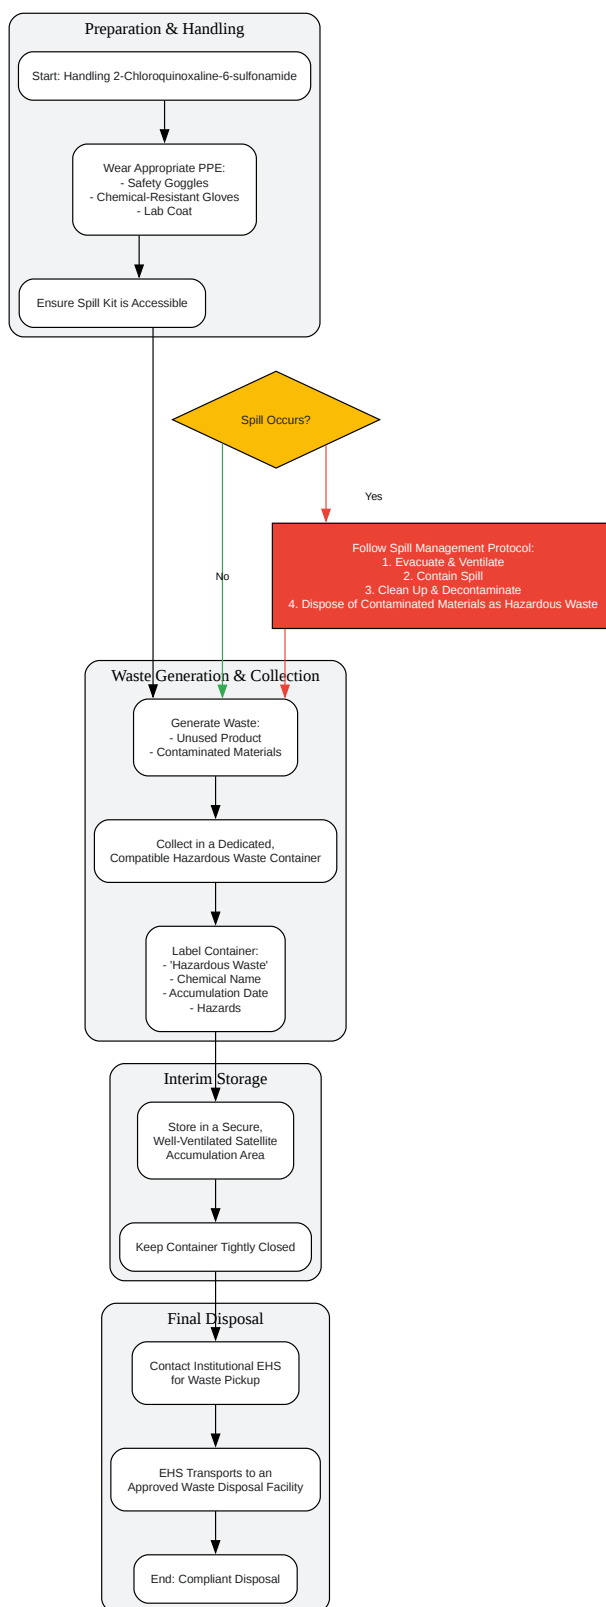 Preparation & Handling
Start: Handling 2-Chloroquinoxaline-6-sulfonamide
Wear Appropriate PPE:
- Safety Goggles
- Chemical-Resistant Gloves
- Lab Coat
Ensure Spill Kit is Accessible
Spill Occurs?
Yes
No
Follow Spill Management Protocol:
1. Evacuate & Ventilate
2. Contain Spill
3. Clean Up & Decontaminate
4. Dispose of Contaminated Materials as Hazardous Waste
Waste Generation & Collection
Generate Waste:
- Unused Product
- Contaminated Materials
Collect in a Dedicated,
Compatible Hazardous Waste Container
Label Container:
- 'Hazardous Waste'
- Chemical Name
- Accumulation Date
- Hazards
Interim Storage
Store in a Secure,
Well-Ventilated Satellite
Accumulation Area
Keep Container Tightly Closed
Final Disposal
Contact Institutional EHS
for Waste Pickup
EHS Transports to an
Approved Waste Disposal Facility
End: Compliant Disposal